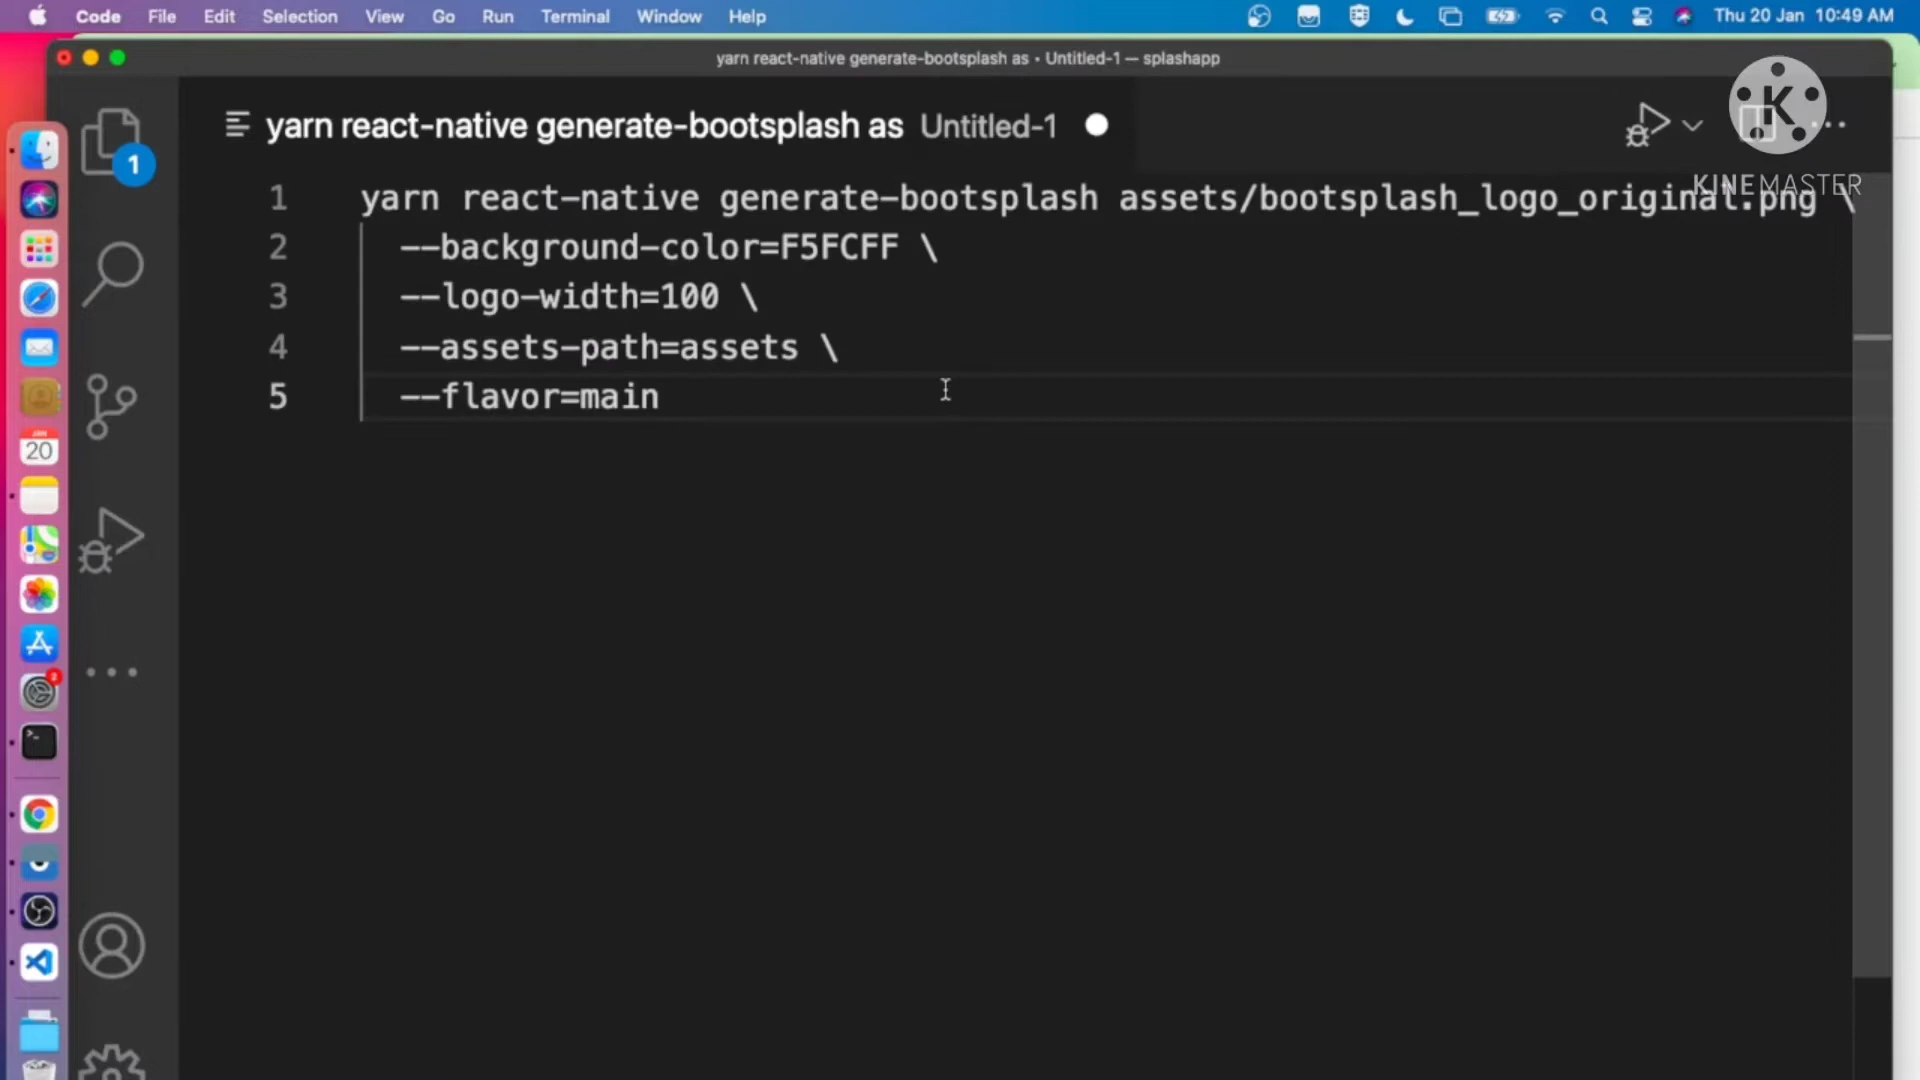 Code File Edit Selection View Go Run Terminal Window Help Thu 20 Jan 10:49 AM
yarn react-native generate-bootsplash as • Untitled-1 — splashapp
yarn react-native generate-bootsplash as Untitled-1
K
KINEMASTER
1
1 yarn react-native generate-bootsplash assets/bootsplash_logo_original.png \
2 --background-color=F5FCFF \
3 --logo-width=100 \
4 --assets-path=assets \
5 --flavor=main
JAN
20
2